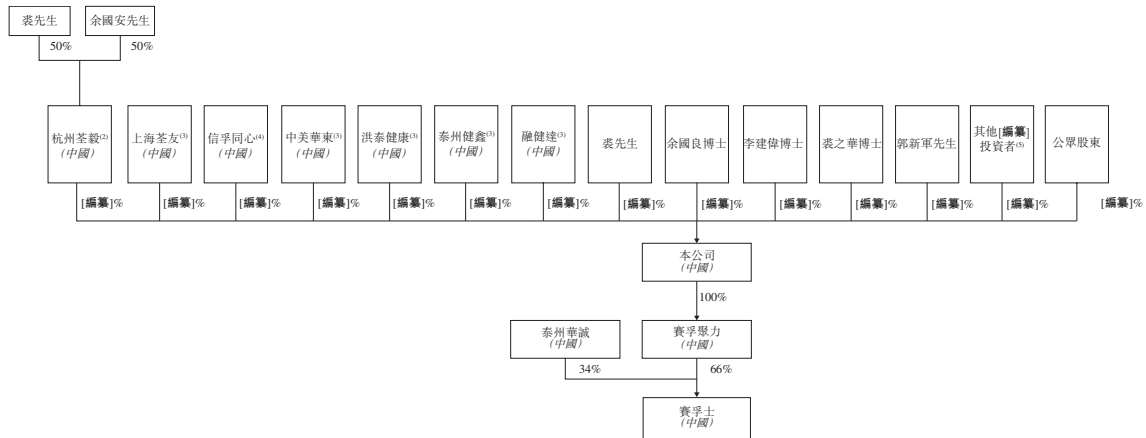 裘先生
余國安先生
50%
50%
杭州荃毅(2)
(中國)
上海荃友(3)
(中國)
信孚同心(4)
(中國)
中美華東(3)
(中國)
洪泰健康(3)
(中國)
泰州健鑫(3)
(中國)
融健達(3)
(中國)
裘先生
余國良博士
李建偉博士
裘之華博士
郭新軍先生
其他[編纂]
投資者(5)
公眾股東
[編纂]%
[編纂]%
[編纂]%
[編纂]%
[編纂]%
[編纂]%
[編纂]%
[編纂]%
[編纂]%
[編纂]%
[編纂]%
[編纂]%
[編纂]%
[編纂]%
本公司
(中國)
100%
泰州華誠
(中國)
賽孚聚力
(中國)
34%
66%
賽孚士
(中國)